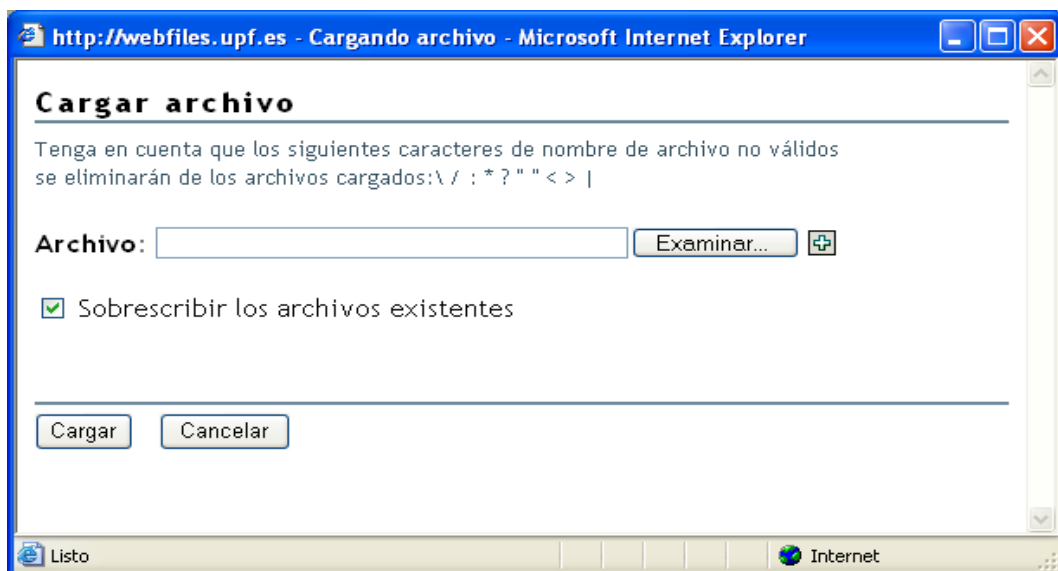 http://webfiles.upf.es - Cargando archivo - Microsoft Internet Explorer
Cargar archivo
Tenga en cuenta que los siguientes caracteres de nombre de archivo no válidos
se eliminarán de los archivos cargados:\ / : * ? " " < > |
Archivo: Examinar...
Sobrescribir los archivos existentes
Cargar Cancelar
Listo Internet